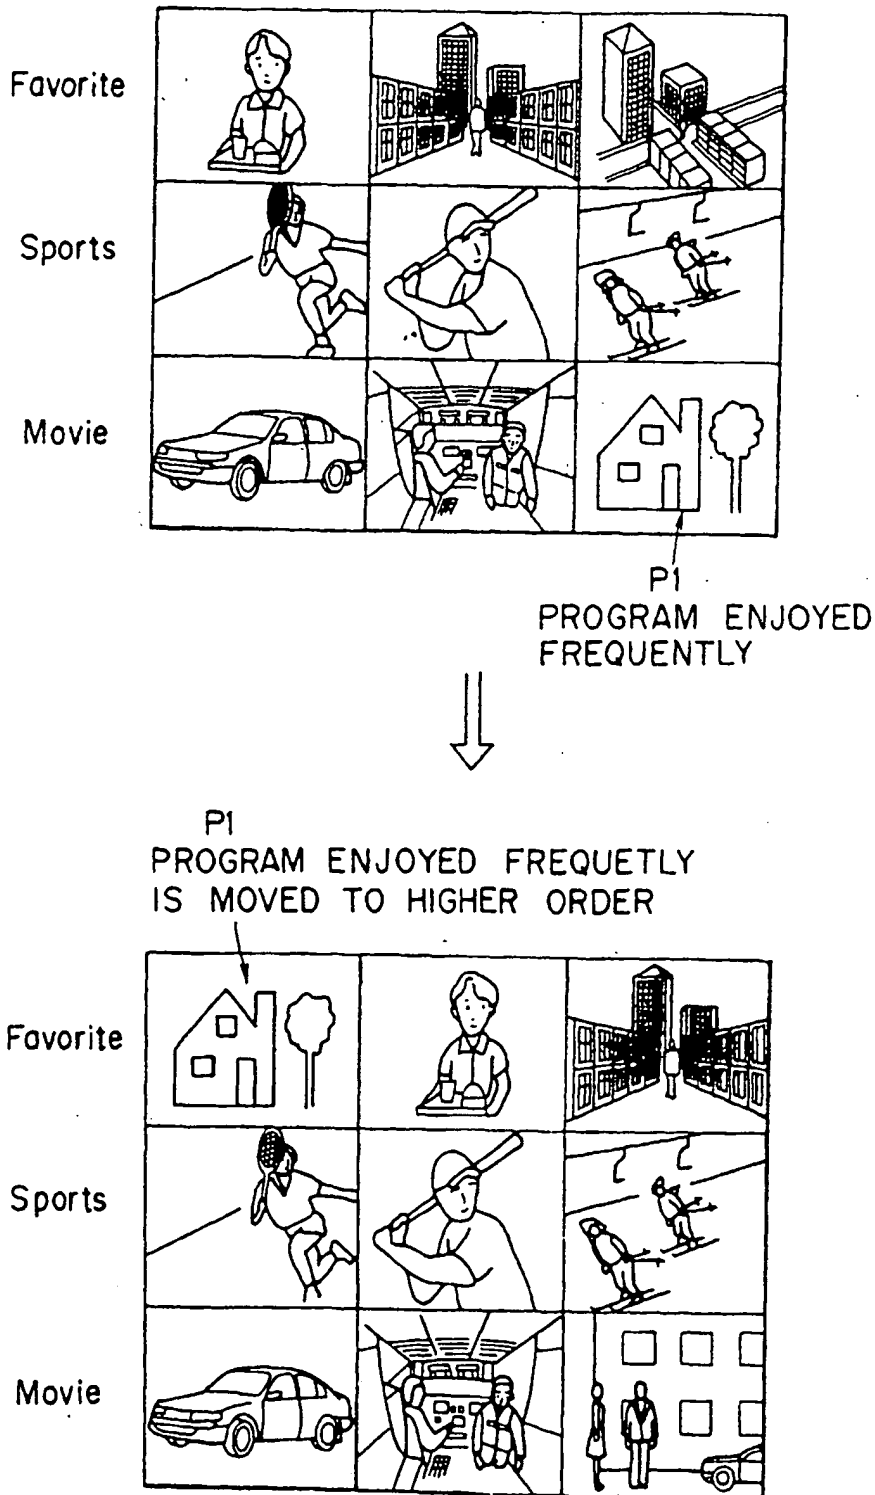 Favorite
Sports
Movie
P1
PROGRAM ENJOYED
FREQUENTLY
P1
PROGRAM ENJOYED FREQUETLY
IS MOVED TO HIGHER ORDER
Favorite
Sports
Movie